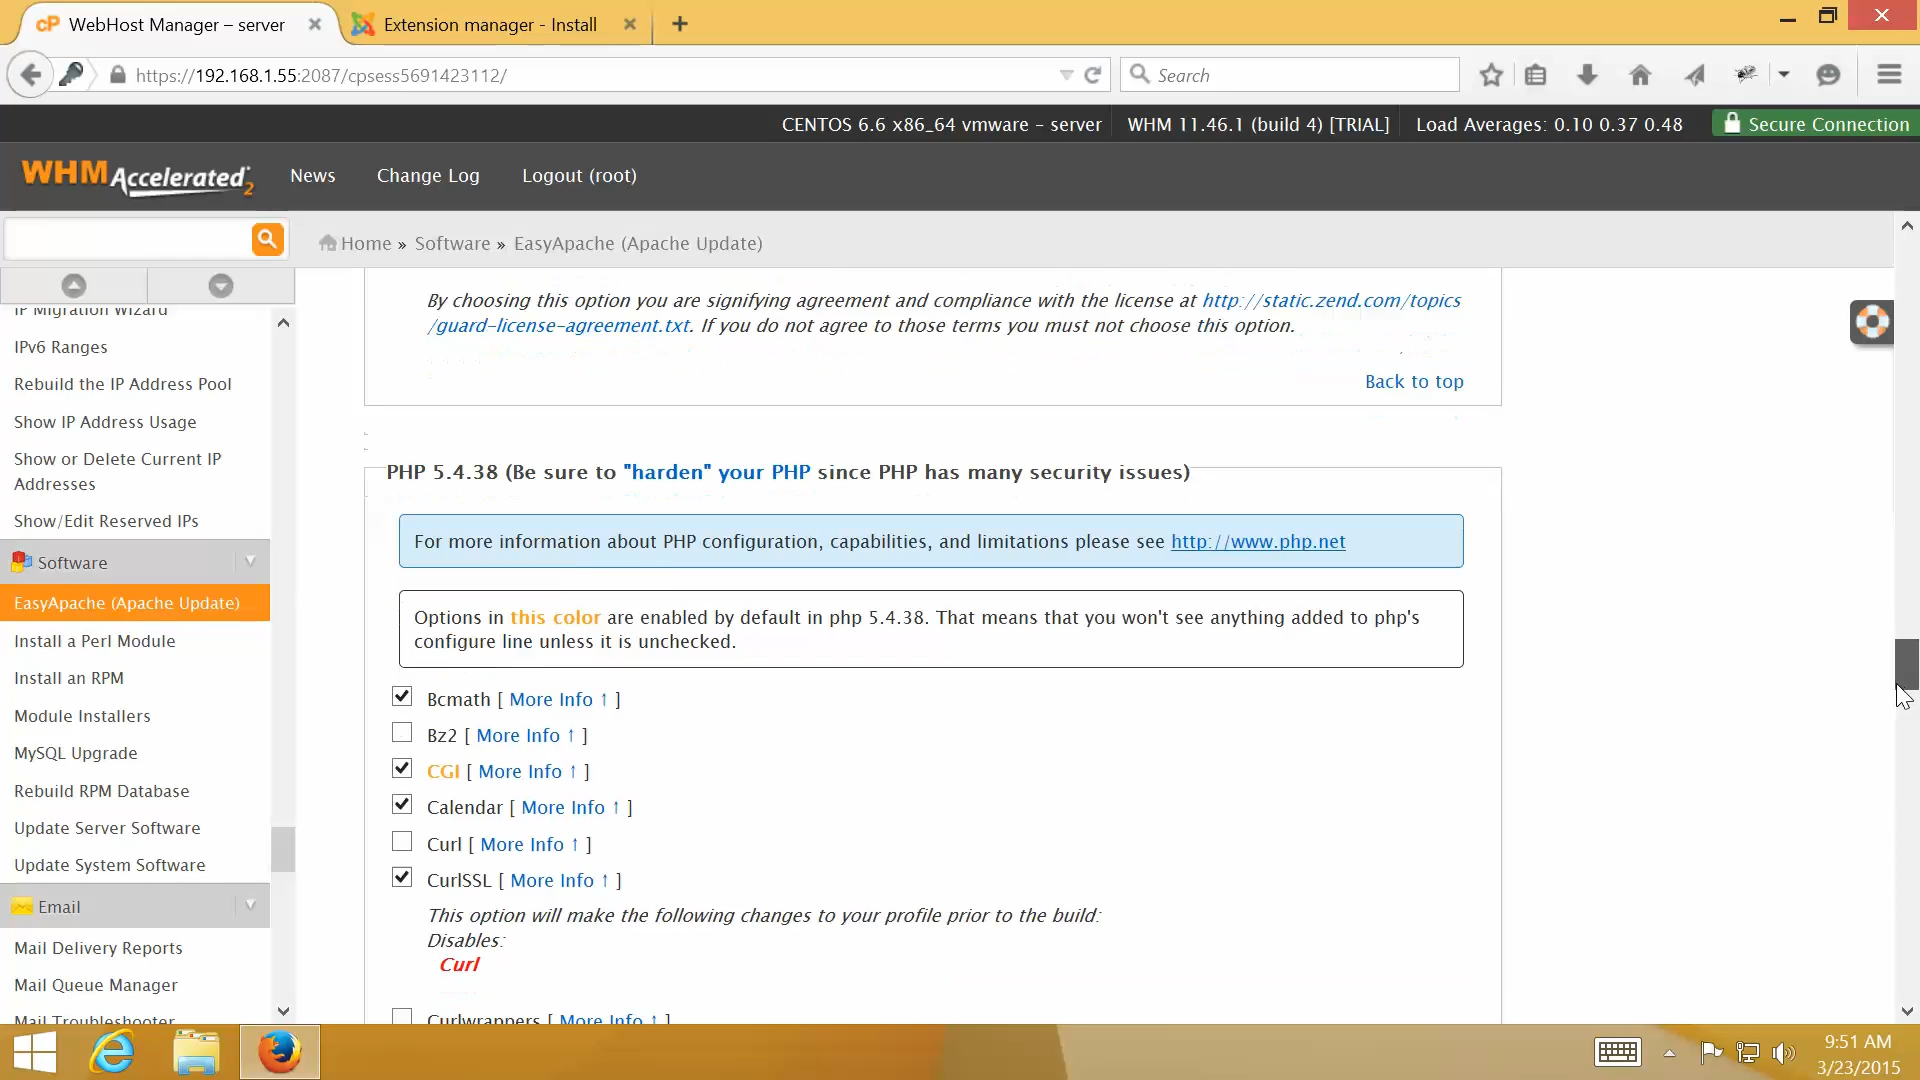 WebHost Manager – server
Extension manager - Install
https://192.168.1.55:2087/cpsess5691423112/
Search
CENTOS 6.6 x86_64 vmware – server
WHM 11.46.1 (build 4) [TRIAL]
Load Averages: 0.10 0.37 0.48
Secure Connection
WHM Accelerated2
News
Change Log
Logout (root)
Home » Software » EasyApache (Apache Update)
IP Migration Wizard
IPv6 Ranges
Rebuild the IP Address Pool
Show IP Address Usage
Show or Delete Current IP
Addresses
Show/Edit Reserved IPs
Software
EasyApache (Apache Update)
Install a Perl Module
Install an RPM
Module Installers
MySQL Upgrade
Rebuild RPM Database
Update Server Software
Update System Software
Email
Mail Delivery Reports
Mail Queue Manager
Mail Troubleshooter
By choosing this option you are signifying agreement and compliance with the license at http://static.zend.com/topics
/guard-license-agreement.txt. If you do not agree to those terms you must not choose this option.
Back to top
PHP 5.4.38 (Be sure to "harden" your PHP since PHP has many security issues)
For more information about PHP configuration, capabilities, and limitations please see http://www.php.net
Options in this color are enabled by default in php 5.4.38. That means that you won't see anything added to php's
configure line unless it is unchecked.
Bcmath [ More Info ↑ ]
Bz2 [ More Info ↑ ]
CGI [ More Info ↑ ]
Calendar [ More Info ↑ ]
Curl [ More Info ↑ ]
CurlSSL [ More Info ↑ ]
This option will make the following changes to your profile prior to the build:
Disables:
Curl
Curlwrappers [ More Info ↑ ]
9:51 AM
3/23/2015